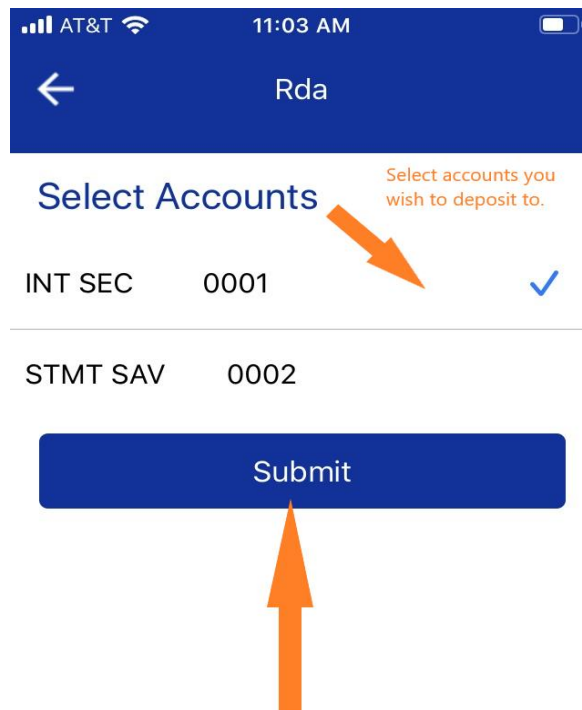 AT&T 11:03 AM
Rda
Select Accounts
Select accounts you
wish to deposit to.
INT SEC 0001
STMT SAV 0002
Submit